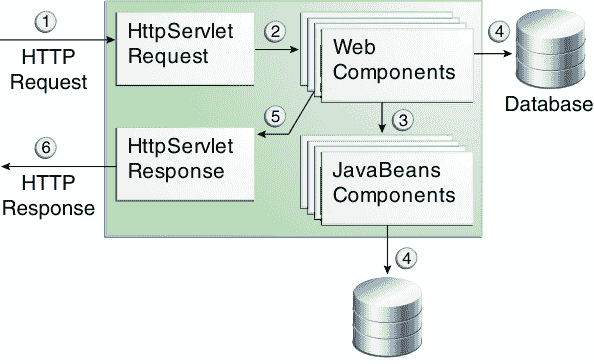 1
HTTP
Request
HttpServlet
Request
2
Web
Components
4
Database
3
5
HttpServlet
Response
6
HTTP
Response
JavaBeans
Components
4